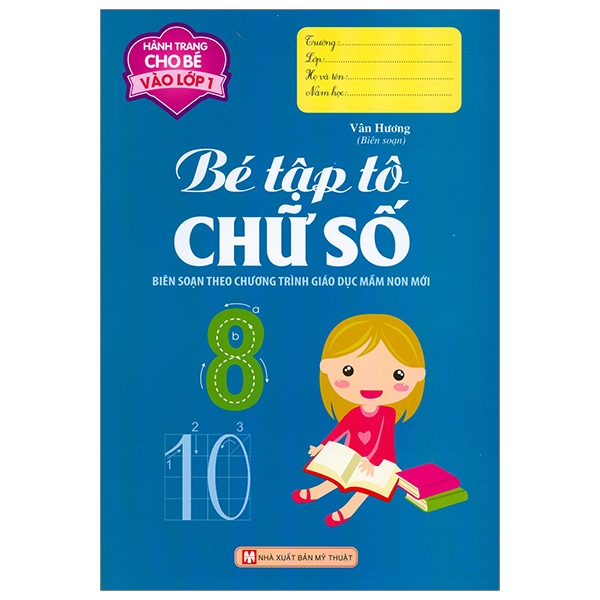 HÀNH TRANG
CHO BÉ
VÀO LỚP 1
Trường:
Lớp:
Họ và tên:
Năm học:
Vân Hương
(Biên soạn)
Bé tập tô
CHỮ SỐ
BIÊN SOẠN THEO CHƯƠNG TRÌNH GIÁO DỤC MẦM NON MỚI
a
b
8
1 2 3
10
NHÀ XUẤT BẢN MỸ THUẬT